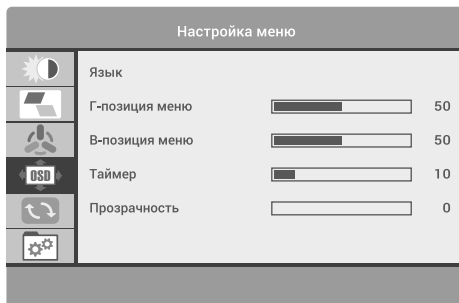 Настройка меню
Язык
Г-позиция меню 50
В-позиция меню 50
OSD
Таймер 10
Прозрачность 0